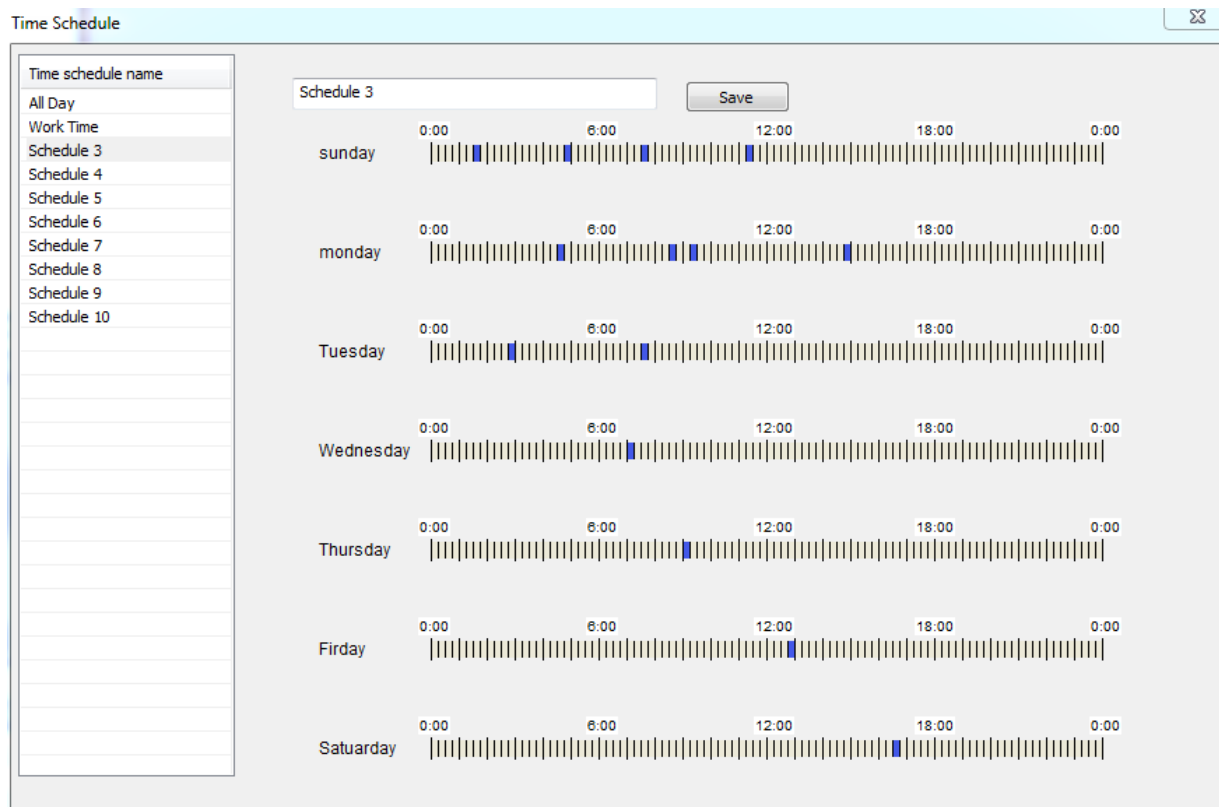 Time Schedule
Time schedule name
All Day
Work Time
Schedule 3
Schedule 4
Schedule 5
Schedule 6
Schedule 7
Schedule 8
Schedule 9
Schedule 10
Schedule 3 Save
0:00 6:00 12:00 18:00 0:00
sunday
0:00 6:00 12:00 18:00 0:00
monday
0:00 6:00 12:00 18:00 0:00
Tuesday
0:00 6:00 12:00 18:00 0:00
Wednesday
0:00 6:00 12:00 18:00 0:00
Thursday
0:00 6:00 12:00 18:00 0:00
Firday
0:00 6:00 12:00 18:00 0:00
Satuarday